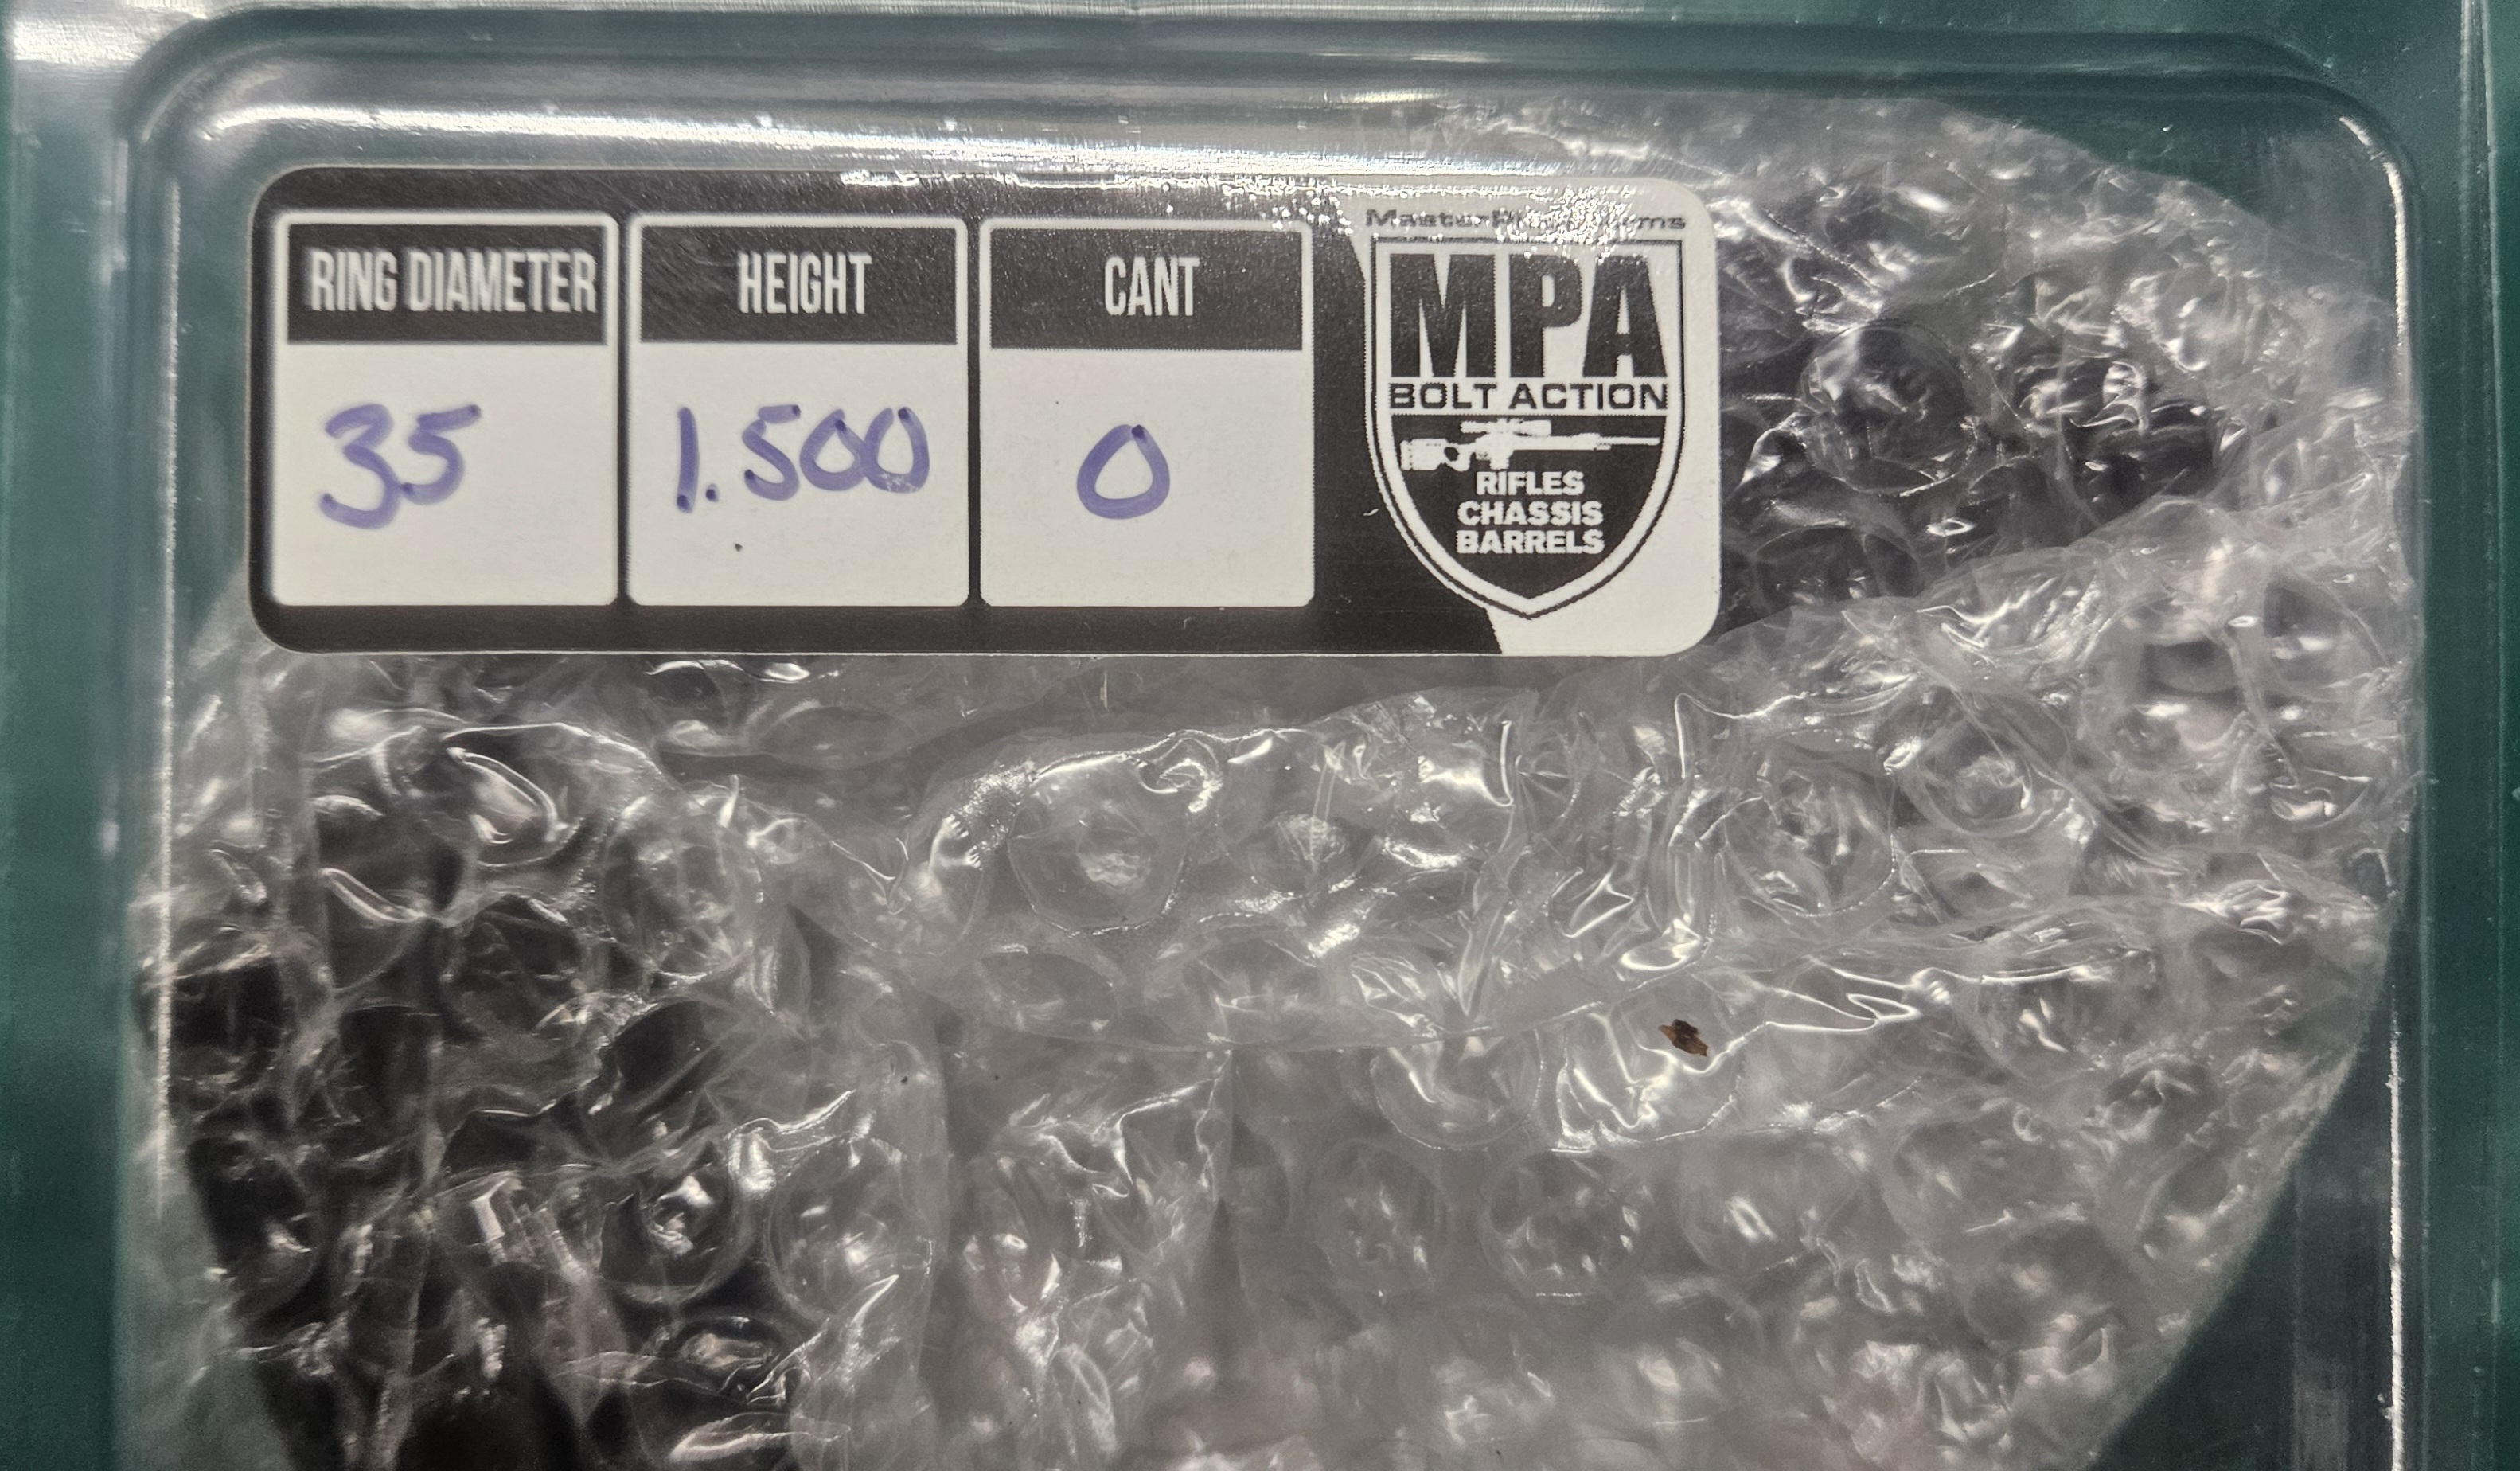 RING DIAMETER
HEIGHT
CANT
35
1.500
0
MPA
BOLT ACTION
RIFLES
CHASSIS
BARRELS